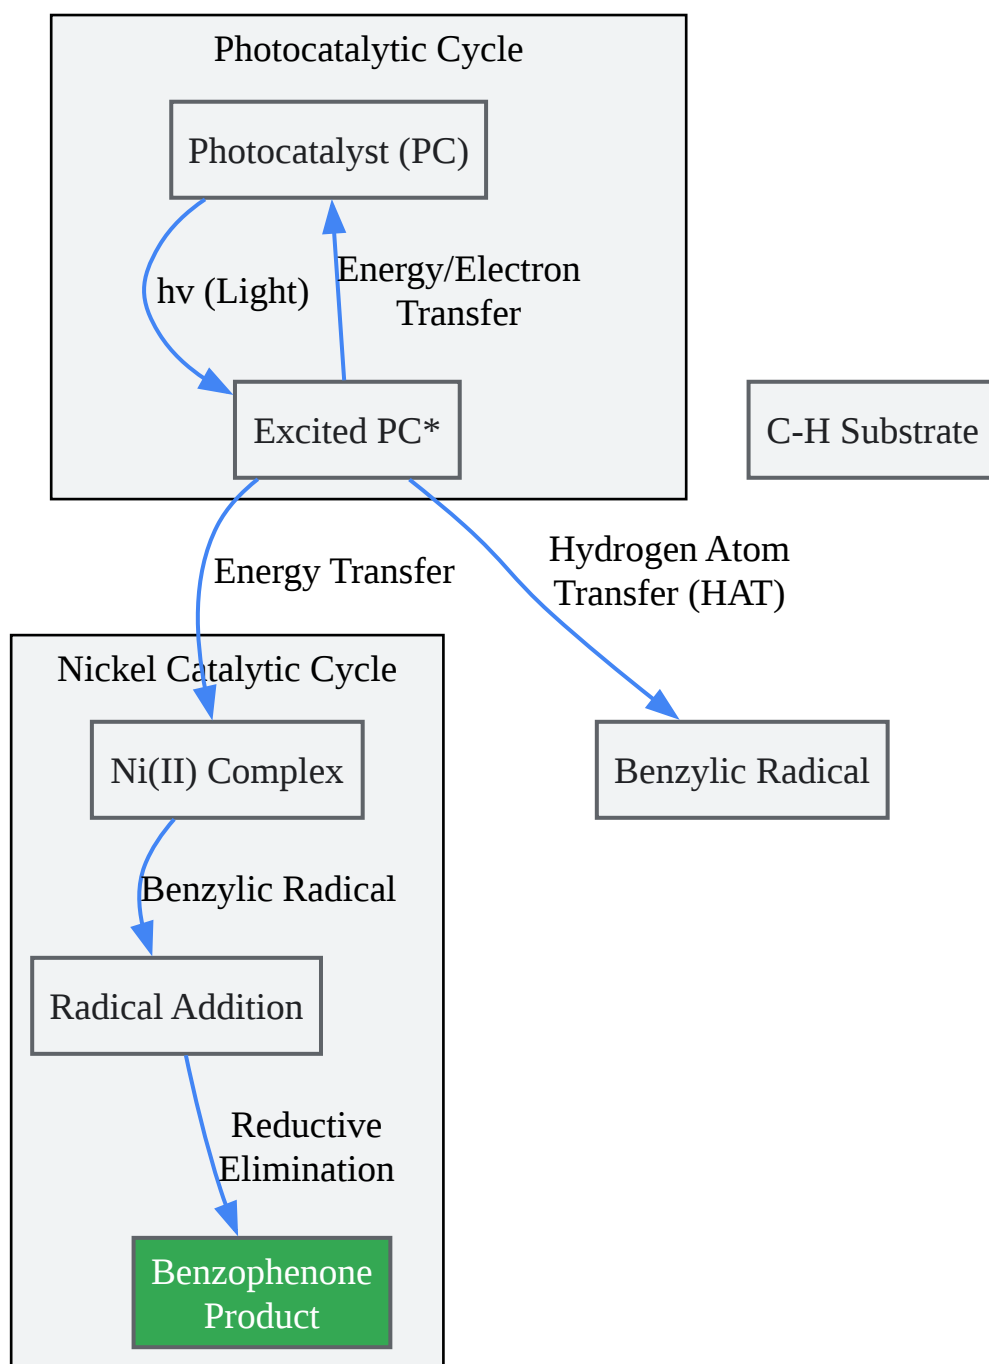 Photocatalytic Cycle
Photocatalyst (PC)
hv (Light)
Energy/Electron
Transfer
Excited PC*
C-H Substrate
Energy Transfer
Hydrogen Atom
Transfer (HAT)
Nickel Catalytic Cycle
Ni(II) Complex
Benzylic Radical
Benzylic Radical
Radical Addition
Reductive
Elimination
Benzophenone
Product